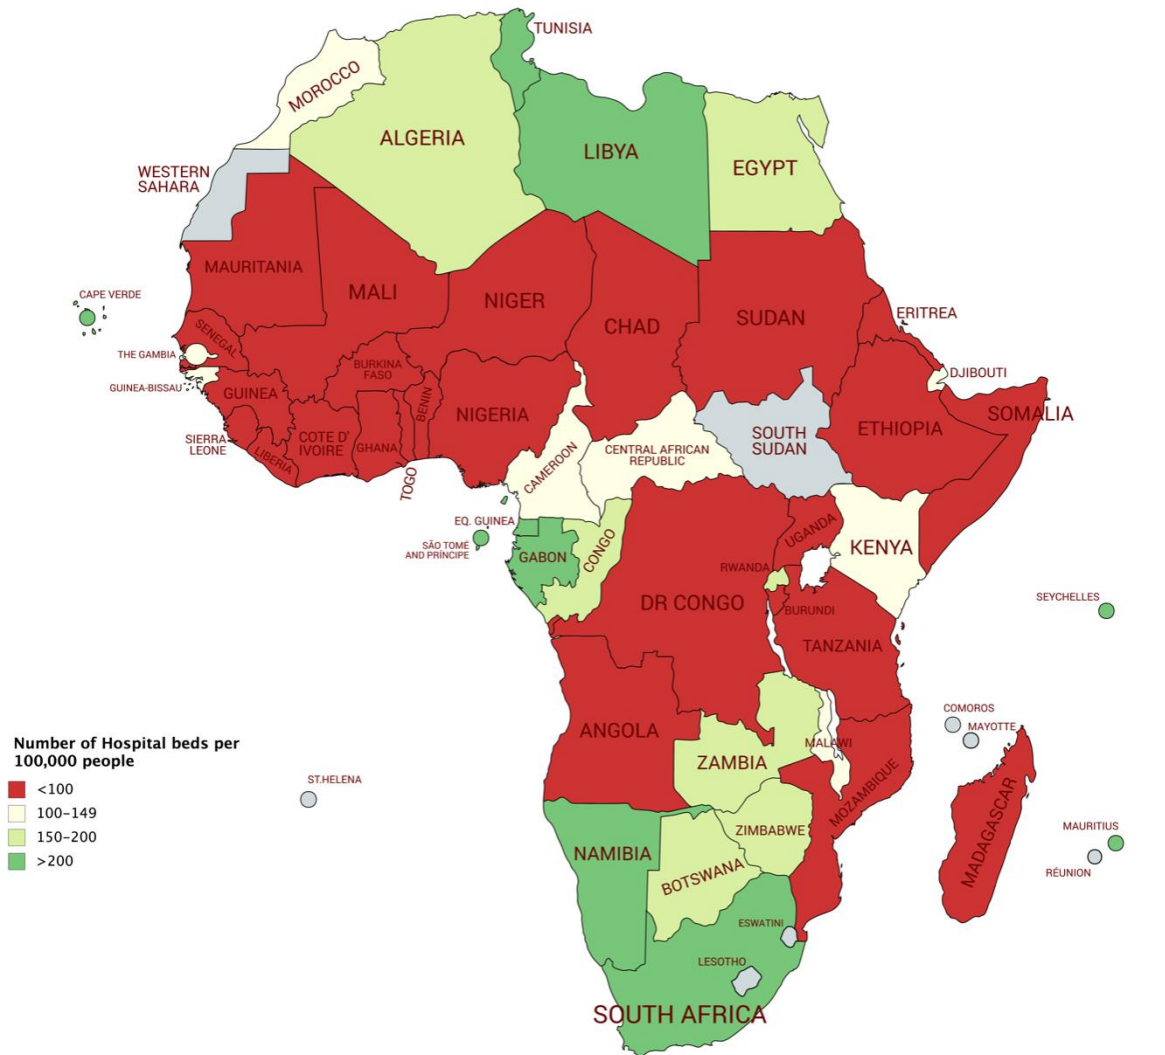 TUNISIA
MOROCCO
ALGERIA
LIBYA
EGYPT
WESTERN
SAHARA
MAURITANIA
MALI
NIGER
CHAD
SUDAN
ERITREA
CAPE VERDE
SENEGAL
THE GAMBIA
GUINEA-BISSAU
GUINEA
BURKINA
FASO
BENIN
NIGERIA
DJIBOUTI
SOMALIA
ETHIOPIA
SOUTH
SUDAN
SIERRA
LEONE
LIBERIA
COTE D'
IVOIRE
GHANA
TOGO
CAMEROON
CENTRAL AFRICAN
REPUBLIC
EQ. GUINEA
SÃO TOMÉ
AND PRÍNCIPE
GABON
CONGO
UGANDA
KENYA
RWANDA
DR CONGO
BURUNDI
TANZANIA
SEYCHELLES
COMOROS
MAYOTTE
ANGOLA
ZAMBIA
MALAWI
MOZAMBIQUE
MADAGASCAR
MAURITIUS
RÉUNION
ST.HELENA
NAMIBIA
ZIMBABWE
BOTSWANA
ESWATINI
LESOTHO
SOUTH AFRICA
Number of Hospital beds per
100,000 people
<100
100–149
150–200
>200